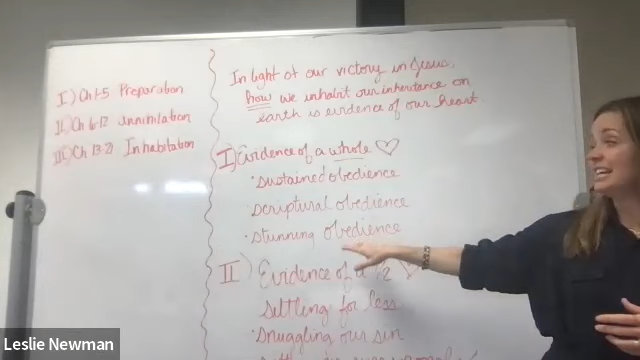 I) Ch 1-5 Preparation
II) Ch 6-12 Annihilation
III) Ch 13-21 Inhabitation
In light of our victory in Jesus,
how we inhabit our inheritance on
earth is evidence of our heart.
I) Evidence of a whole ♡
• Sustained obedience
Scriptural obedience
• Stunning obedience
II) Evidence of a 1/2
Settling for less
• Snuggling our sin
Leslie Newman